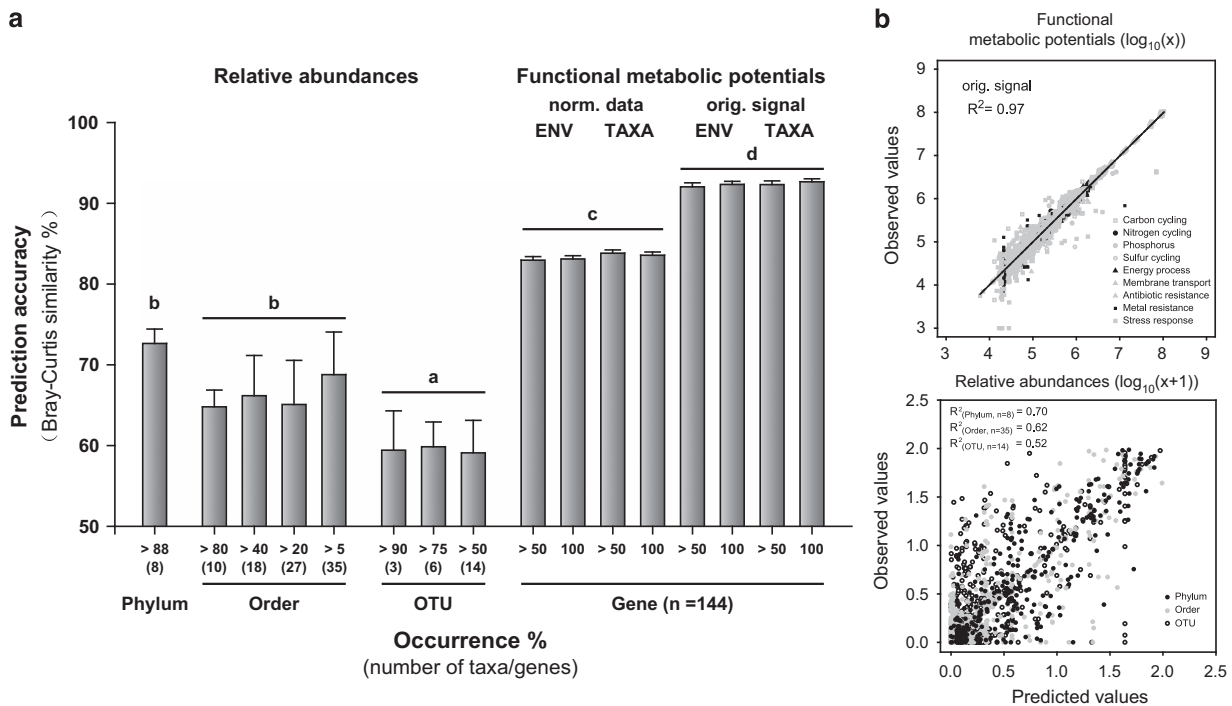 a
Relative abundances
Functional metabolic potentials
norm. data
orig. signal
ENV
TAXA
ENV
TAXA
Prediction accuracy
(Bray-Curtis similarity %)
100
90
80
70
60
50
b
b
a
c
d
> 88
> 80
> 40
> 20
> 5
> 90
> 75
> 50
> 50
100
> 50
100
> 50
100
> 50
100
(8)
(10)
(18)
(27)
(35)
(3)
(6)
(14)
Phylum
Order
OTU
Gene (n =144)
Occurrence %
(number of taxa/genes)
b
Functional
metabolic potentials (log10(x))
Observed values
9
8
7
6
5
4
3
orig. signal
R2= 0.97
Carbon cycling
Nitrogen cycling
Phosphorus
Sulfur cycling
Energy process
Membrane transport
Antibiotic resistance
Metal resistance
Stress response
3 4 5 6 7 8 9
Relative abundances (log10(x+1))
Observed values
2.5
2.0
1.5
1.0
0.5
0.0
R2(Phylum, n=8) = 0.70
R2(Order, n=35) = 0.62
R2(OTU, n=14) = 0.52
Phylum
Order
OTU
0.0 0.5 1.0 1.5 2.0 2.5
Predicted values